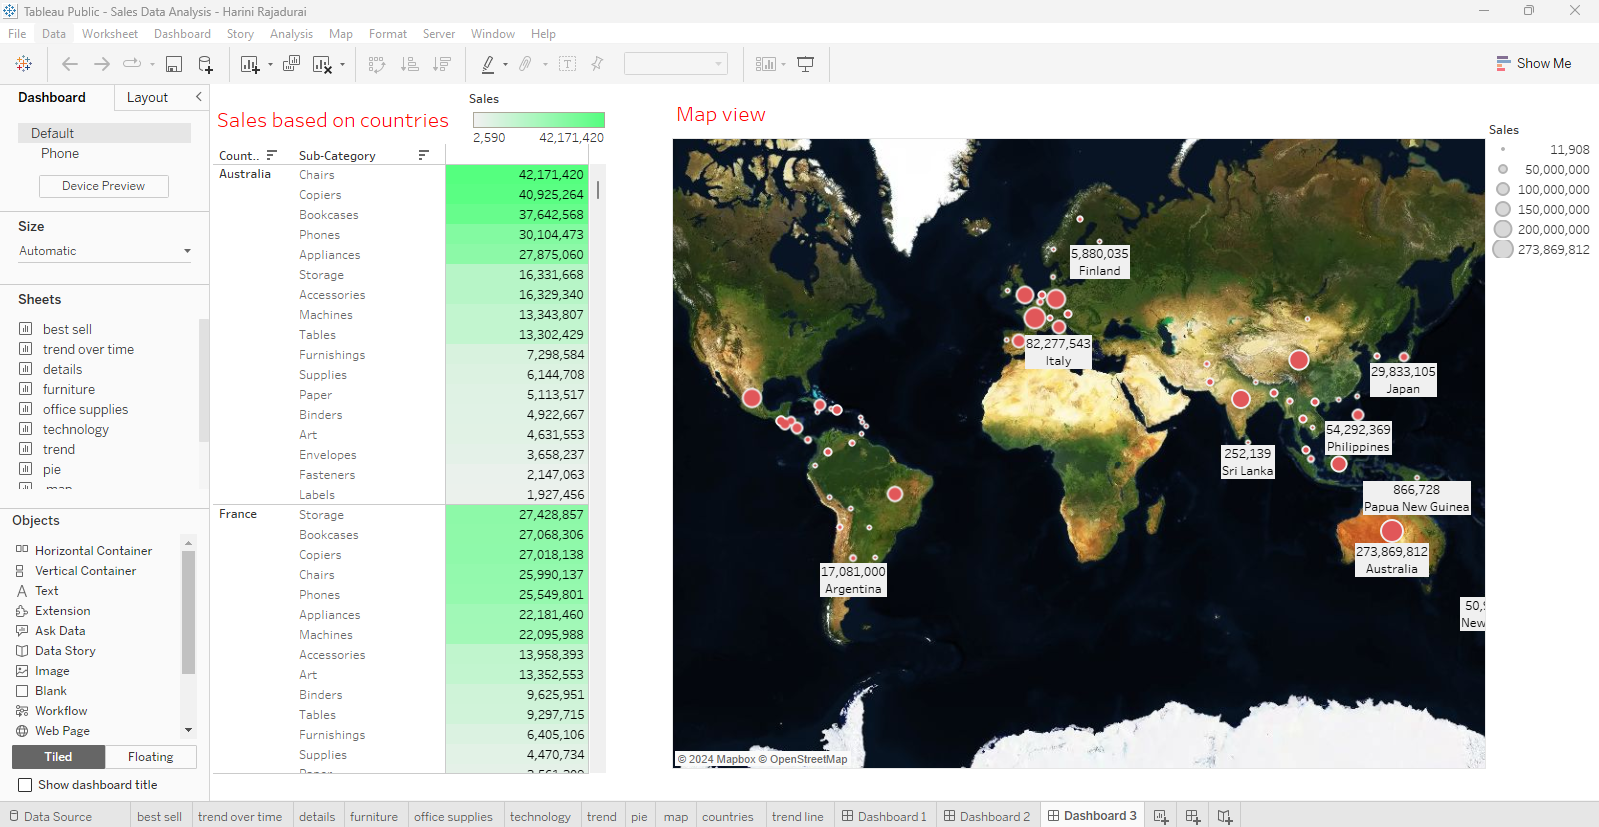 Tableau Public - Sales Data Analysis - Harini Rajadurai
File Data Worksheet Dashboard Story Analysis Map Format Server Window Help
Show Me
Dashboard Layout
Default
Phone
Device Preview
Size
Automatic
Sheets
best sell
trend over time
details
furniture
office supplies
technology
trend
pie
map
Objects
Horizontal Container
Vertical Container
Text
Extension
Ask Data
Data Story
Image
Blank
Workflow
Web Page
Tiled Floating
Show dashboard title
Sales based on countries
Sales
2,590 42,171,420
Count.. Sub-Category
Australia Chairs 42,171,420
Copiers 40,925,264
Bookcases 37,642,568
Phones 30,104,473
Appliances 27,875,060
Storage 16,331,668
Accessories 16,329,340
Machines 13,343,807
Tables 13,302,429
Furnishings 7,298,584
Supplies 6,144,708
Paper 5,113,517
Binders 4,922,667
Art 4,631,553
Envelopes 3,658,237
Fasteners 2,147,063
Labels 1,927,456
France Storage 27,428,857
Bookcases 27,068,306
Copiers 27,018,138
Chairs 25,990,137
Phones 25,549,801
Appliances 22,181,460
Machines 22,095,988
Accessories 13,958,393
Art 13,352,553
Binders 9,625,951
Tables 9,297,715
Furnishings 6,405,106
Supplies 4,470,734
Map view
5,880,035
Finland
82,277,543
Italy
29,833,105
Japan
54,292,369
Philippines
252,139
Sri Lanka
866,728
Papua New Guinea
273,869,812
Australia
17,081,000
Argentina
New
© 2024 Mapbox © OpenStreetMap
Sales
11,908
50,000,000
100,000,000
150,000,000
200,000,000
273,869,812
Data Source best sell trend over time details furniture office supplies technology trend pie map countries trend line Dashboard 1 Dashboard 2 Dashboard 3